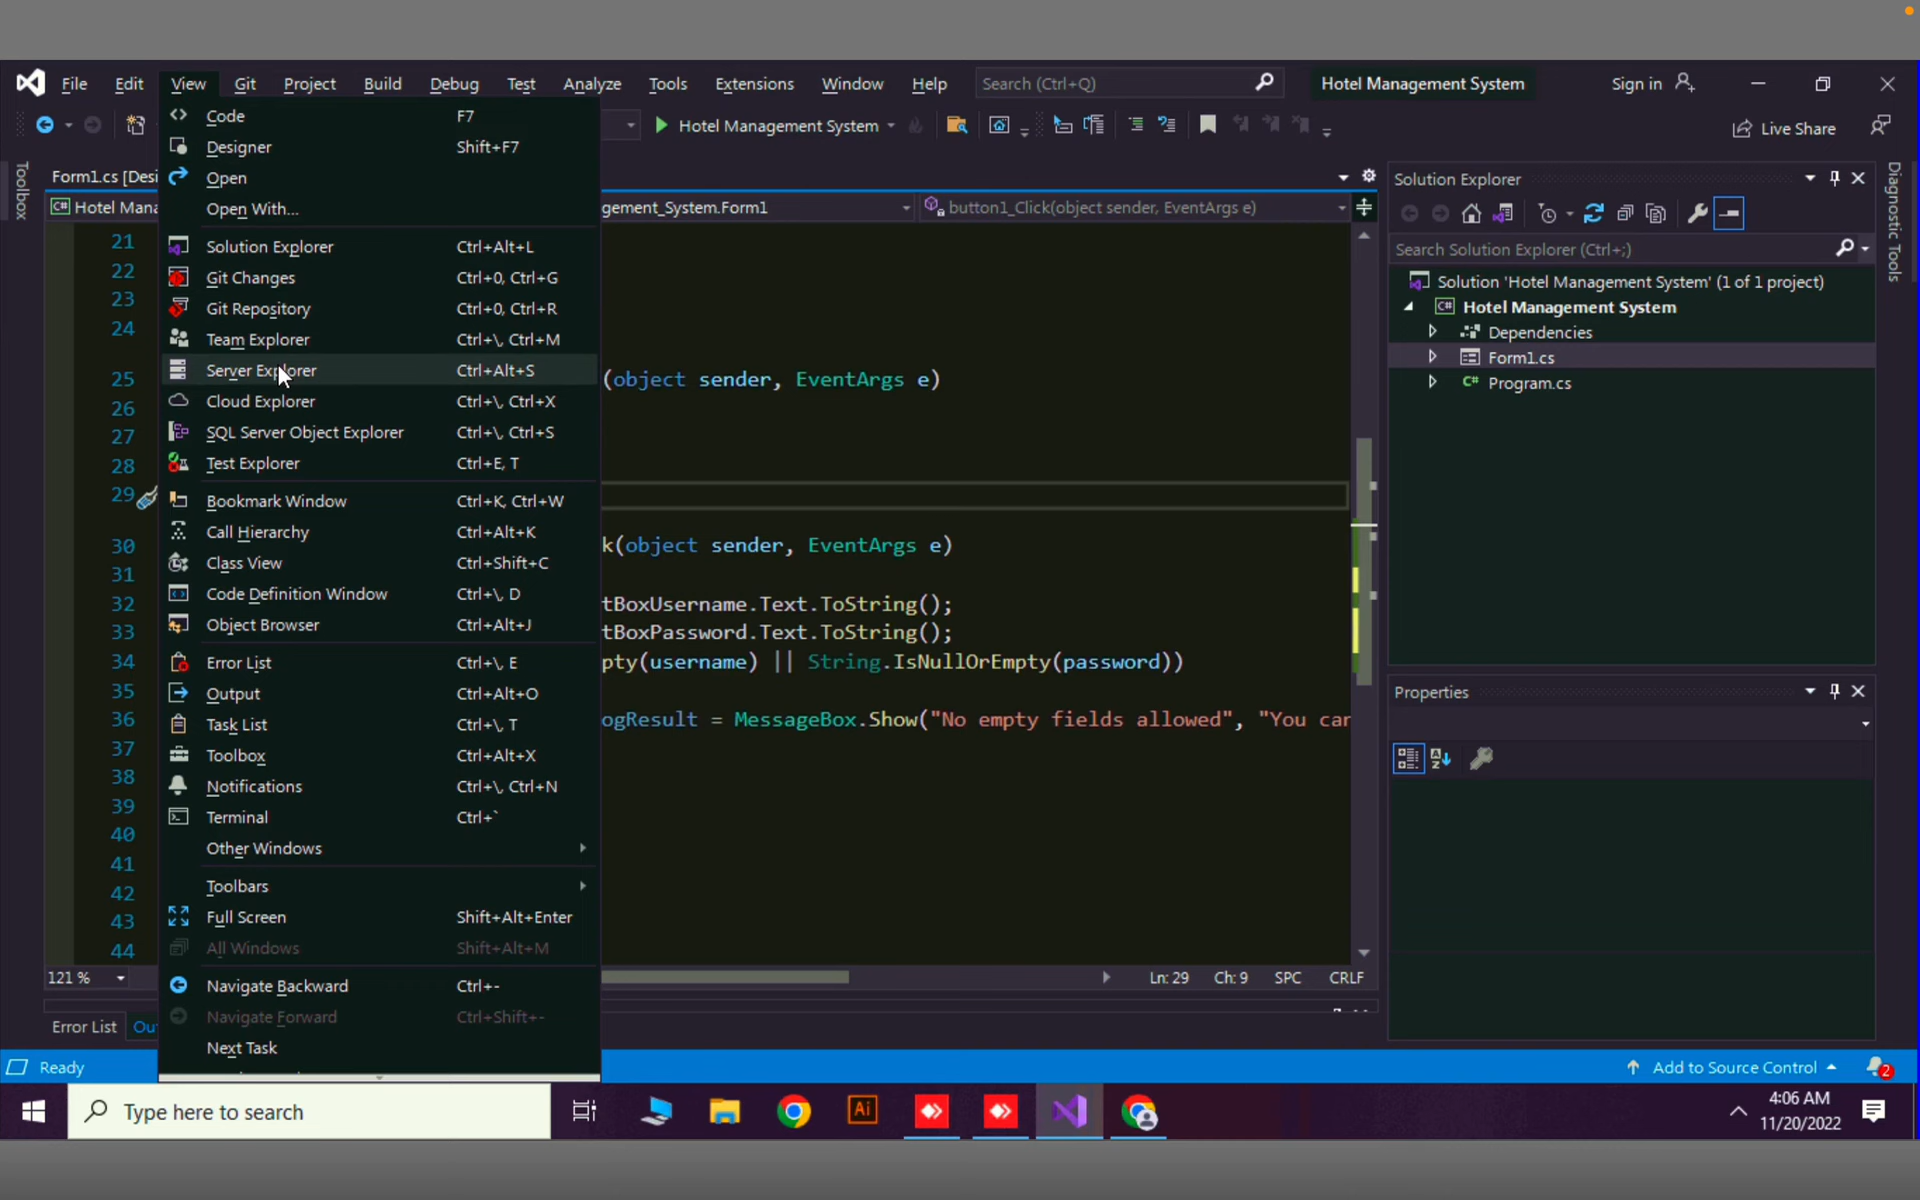 File Edit View Git Project Build Debug Test Analyze Tools Extensions Window Help Search (Ctrl+Q) Hotel Management System Sign in
Hotel Management System Live Share
Code F7
Designer Shift+F7
Open
Open With...
Solution Explorer Ctrl+Alt+L
Git Changes Ctrl+0, Ctrl+G
Git Repository Ctrl+0, Ctrl+R
Team Explorer Ctrl+\, Ctrl+M
Server Explorer Ctrl+Alt+S
Cloud Explorer Ctrl+\, Ctrl+X
SQL Server Object Explorer Ctrl+\, Ctrl+S
Test Explorer Ctrl+E, T
Bookmark Window Ctrl+K, Ctrl+W
Call Hierarchy Ctrl+Alt+K
Class View Ctrl+Shift+C
Code Definition Window Ctrl+\, D
Object Browser Ctrl+Alt+J
Error List Ctrl+\, E
Output Ctrl+Alt+O
Task List Ctrl+\, T
Toolbox Ctrl+Alt+X
Notifications Ctrl+\, Ctrl+N
Terminal Ctrl+`
Other Windows
Toolbars
Full Screen Shift+Alt+Enter
All Windows Shift+Alt+M
Navigate Backward Ctrl+-
Navigate Forward Ctrl+Shift+-
Next Task
Toolbox
Form1.cs [Desi
Hotel Mana gement_System.Form1 button1_Click(object sender, EventArgs e)
21
22
23
24
25 (object sender, EventArgs e)
26
27
28
29
30 k(object sender, EventArgs e)
31
32 tBoxUsername.Text.ToString();
33 tBoxPassword.Text.ToString();
34 pty(username) || String.IsNullOrEmpty(password))
35
36 ogResult = MessageBox.Show("No empty fields allowed", "You car
37
38
39
40
41
42
43
44
121 % Ln: 29 Ch: 9 SPC CRLF
Error List Ou
Solution Explorer
Search Solution Explorer (Ctrl+;)
Solution 'Hotel Management System' (1 of 1 project)
C# Hotel Management System
Dependencies
Form1.cs
C# Program.cs
Properties
Diagnostic Tools
Ready Add to Source Control 2
Type here to search Ai 4:06 AM
11/20/2022